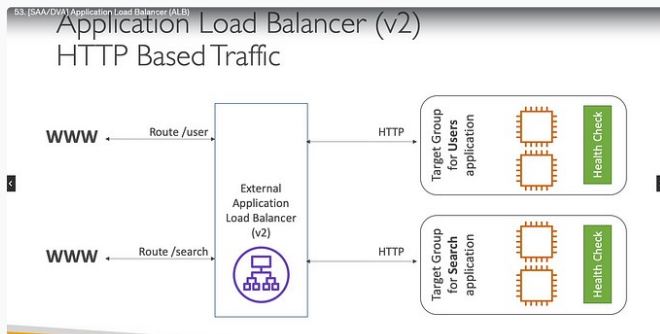 53. [SAA/DVA] Application Load Balancer (ALB)
Application Load Balancer (v2)
HTTP Based Traffic
WWW
Route /user
HTTP
Target Group
for Users
application
Health Check
External
Application
Load Balancer
(v2)
WWW
Route /search
HTTP
Target Group
for Search
application
Health Check